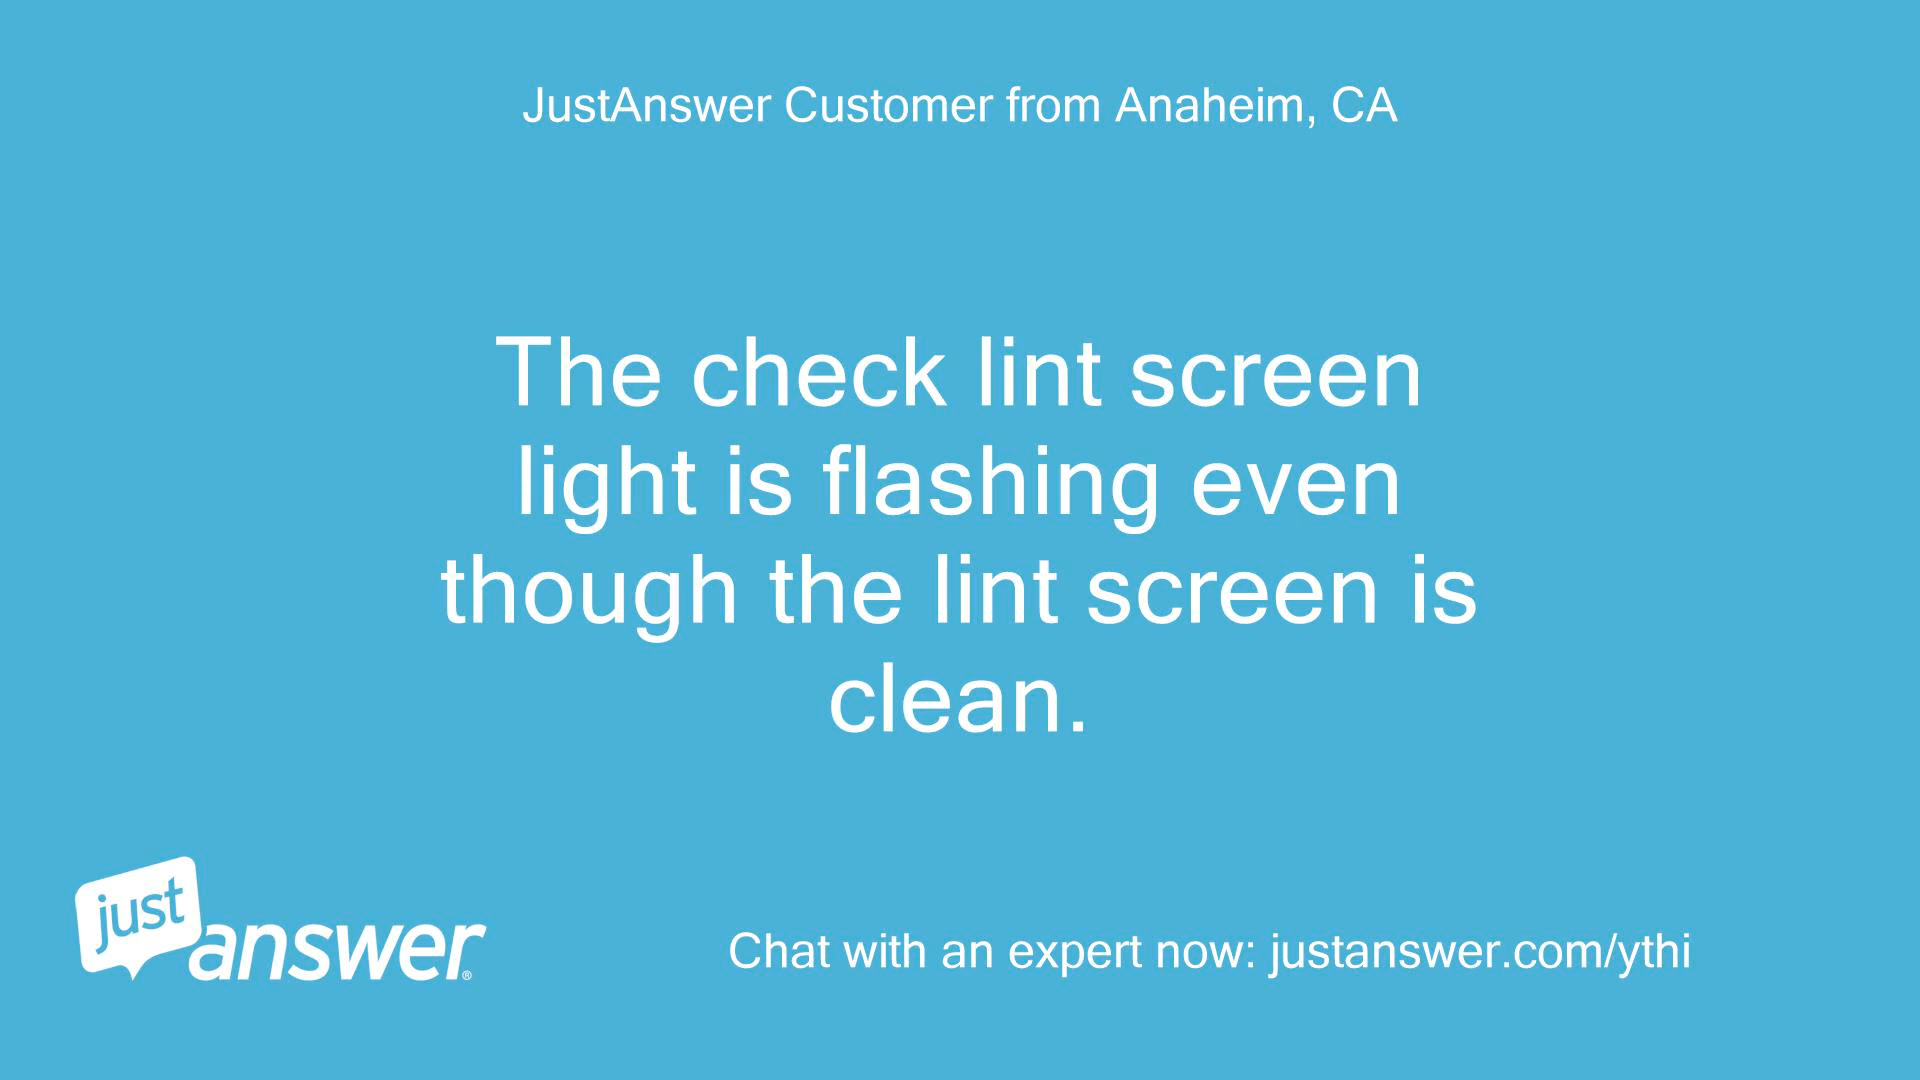 JustAnswer Customer from Anaheim, CA
The check lint screen
light is flashing even
though the lint screen is
clean.
just
answer®
Chat with an expert now: justanswer.com/ythi